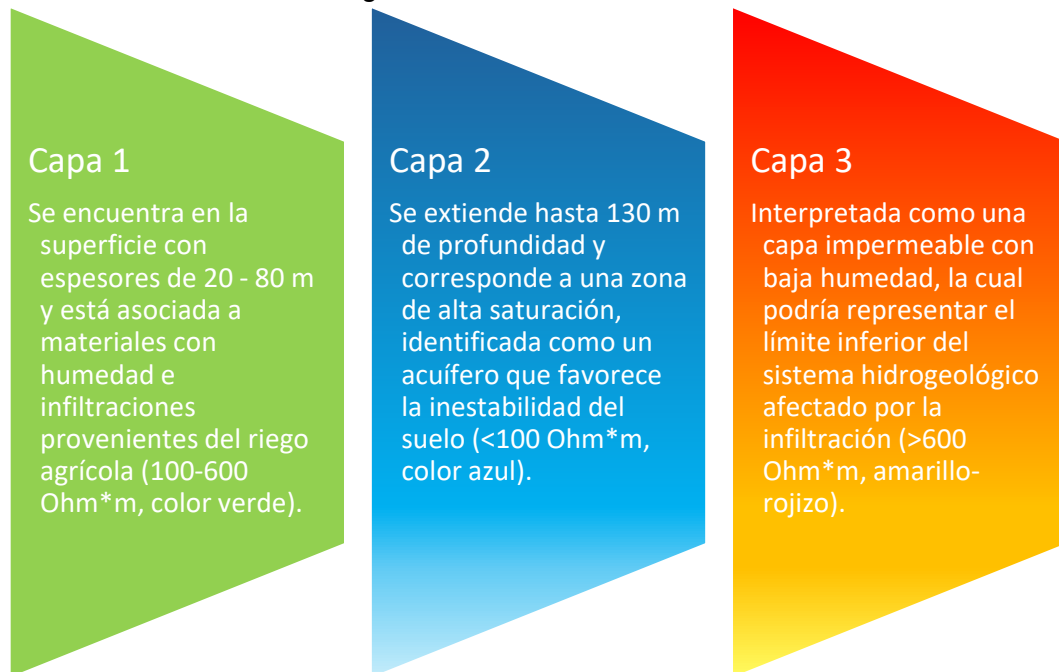 Capa 1
Se encuentra en la
superficie con
espesores de 20 - 80 m
y está asociada a
materiales con
humedad e
infiltraciones
provenientes del riego
agrícola (100-600
Ohm*m, color verde).
Capa 2
Se extiende hasta 130 m
de profundidad y
corresponde a una zona
de alta saturación,
identificada como un
acuífero que favorece
la inestabilidad del
suelo (<100 Ohm*m,
color azul).
Capa 3
Interpretada como una
capa impermeable con
baja humedad, la cual
podría representar el
límite inferior del
sistema hidrogeológico
afectado por la
infiltración (>600
Ohm*m, amarillo-
rojizo).